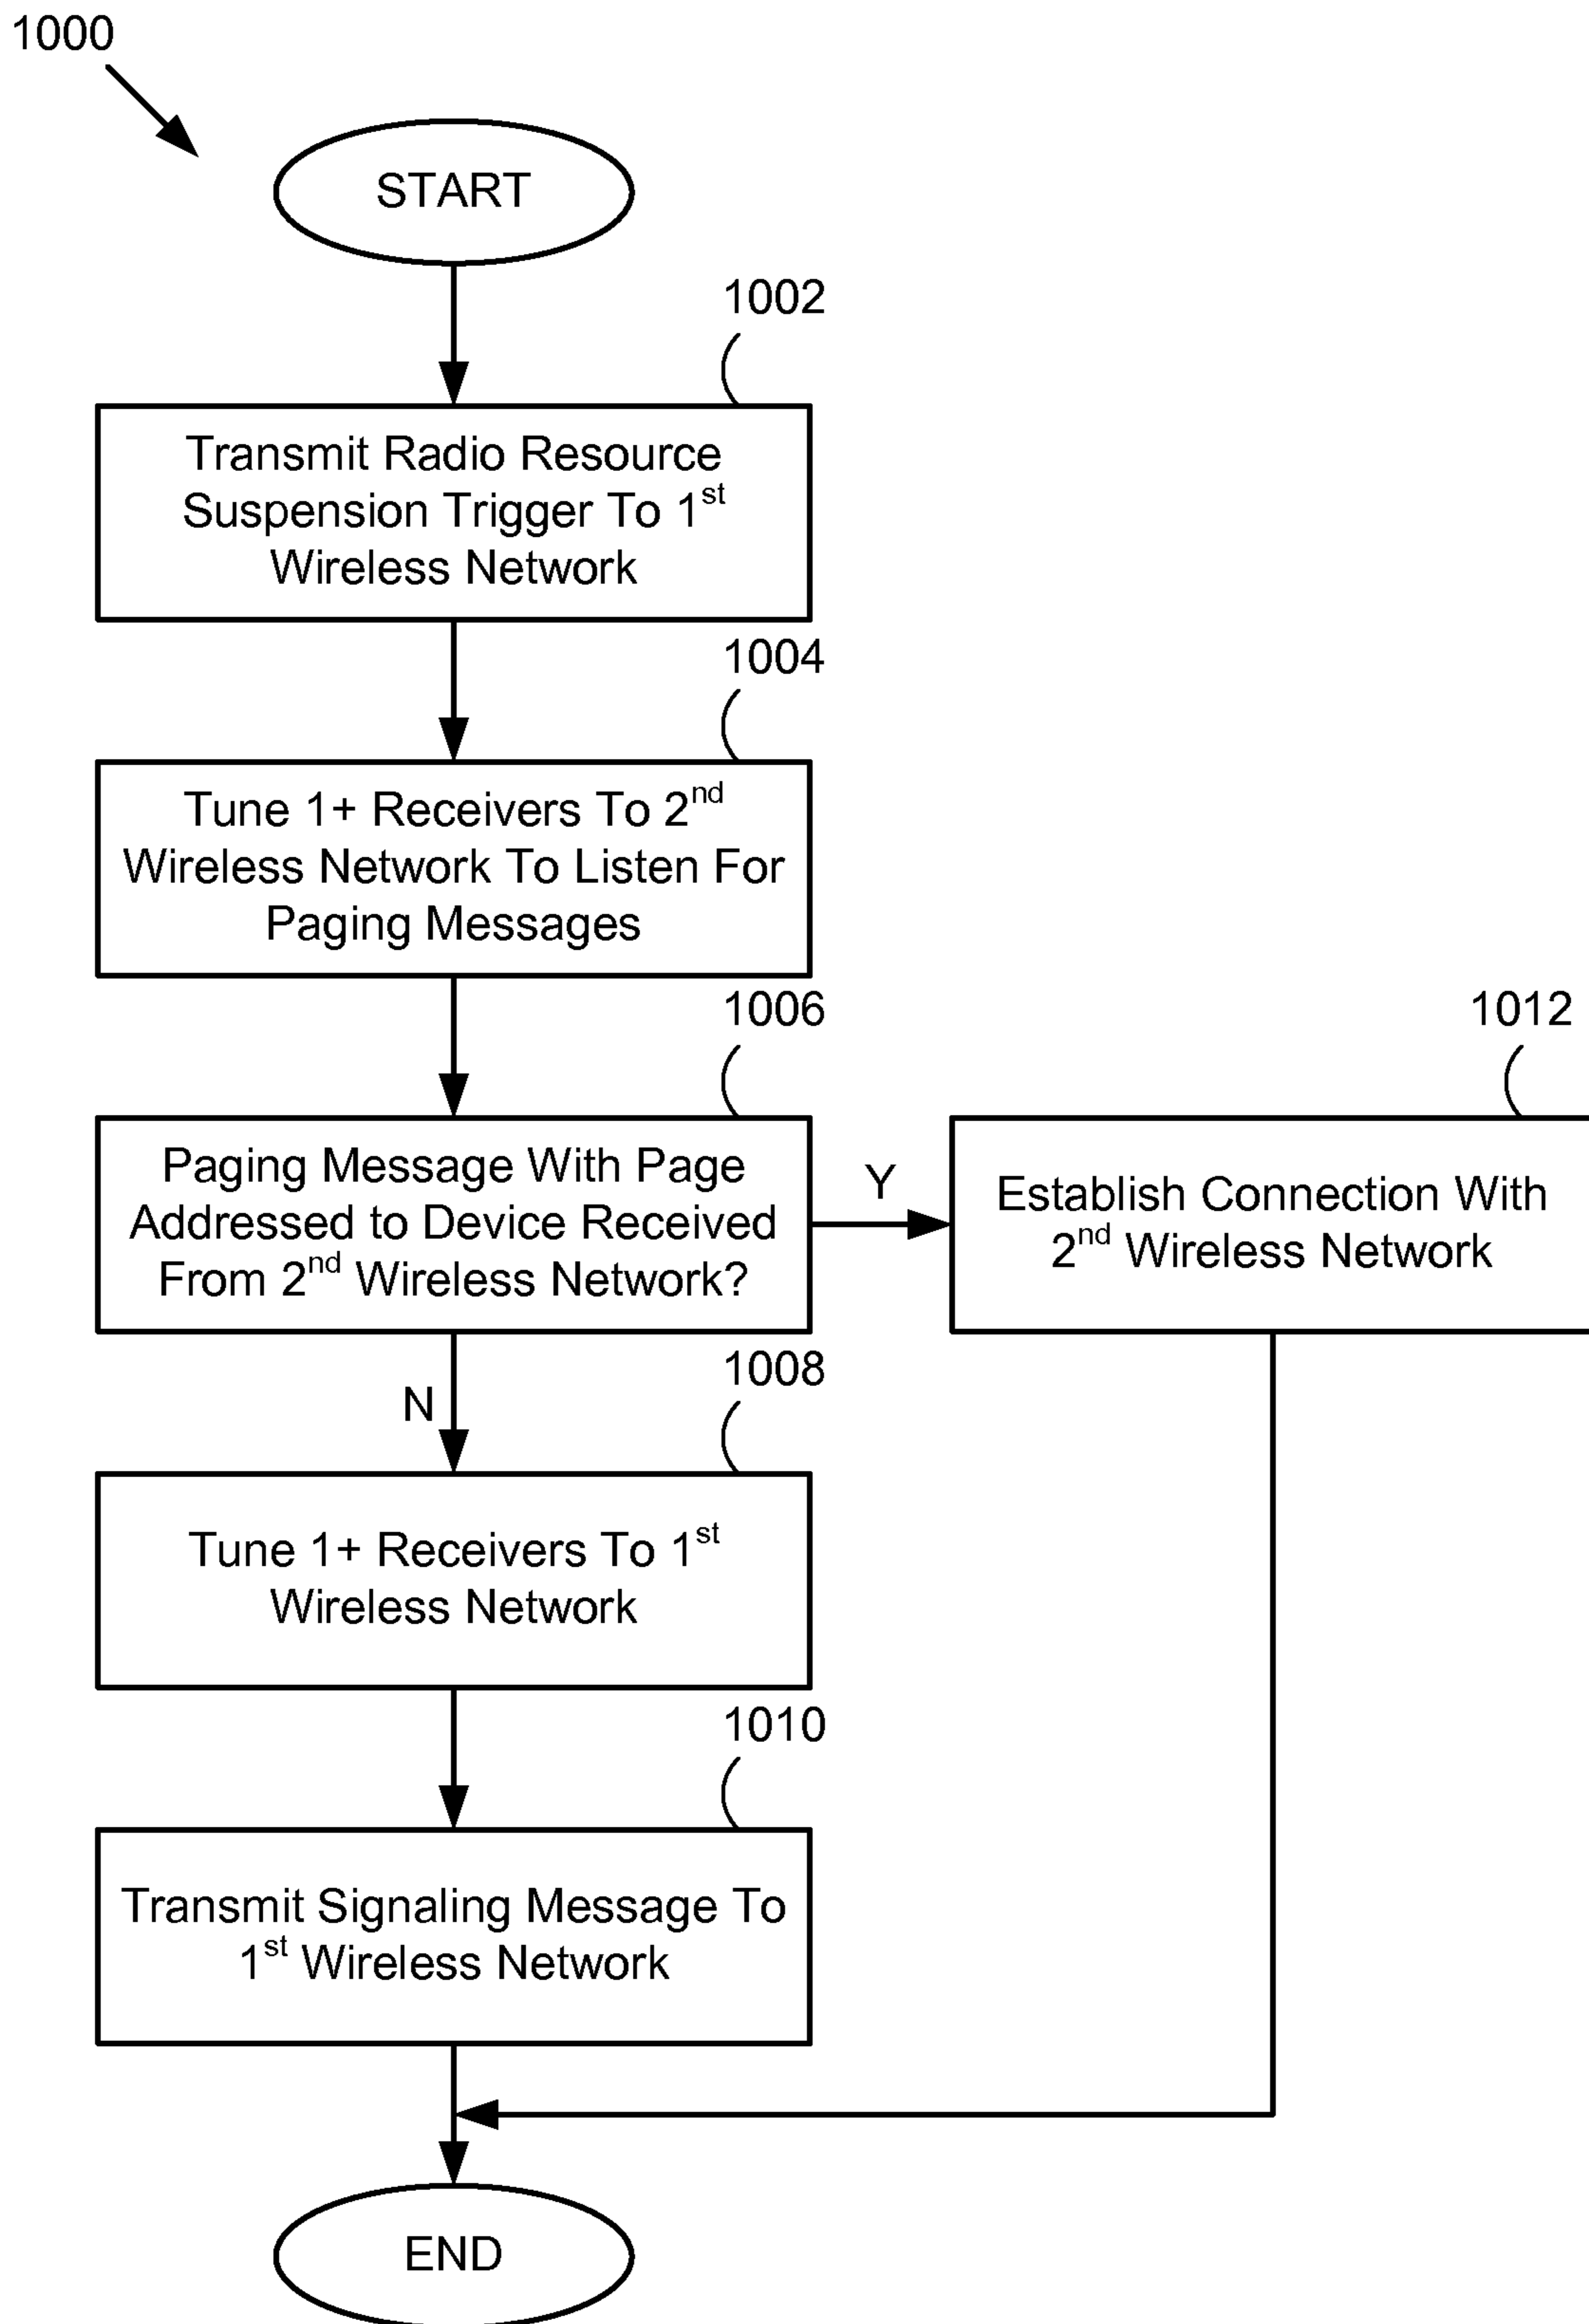 1000
START
1002
Transmit Radio Resource
Suspension Trigger To 1st
Wireless Network
1004
Tune 1+ Receivers To 2nd
Wireless Network To Listen For
Paging Messages
1006
Paging Message With Page
Addressed to Device Received
From 2nd Wireless Network?
Y
1012
Establish Connection With
2nd Wireless Network
N
1008
Tune 1+ Receivers To 1st
Wireless Network
1010
Transmit Signaling Message To
1st Wireless Network
END